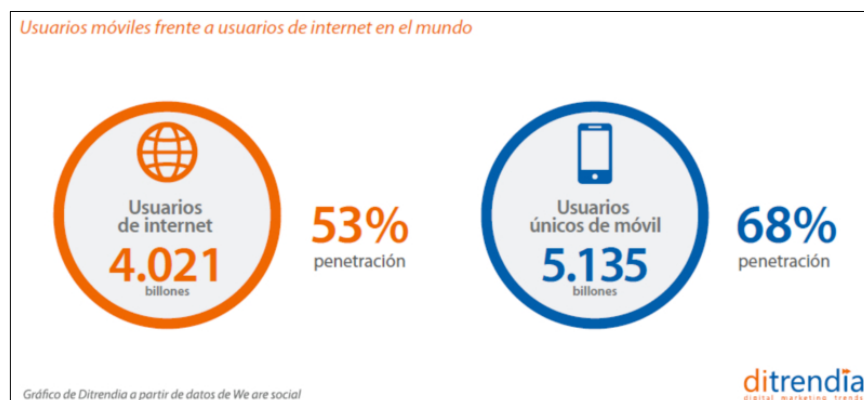 Usuarios móviles frente a usuarios de internet en el mundo
Usuarios
de internet
4.021
billones
53%
penetración
Usuarios
únicos de móvil
5.135
billones
68%
penetración
Gráfico de Ditrendia a partir de datos de We are social
ditrendia
digital marketing trends